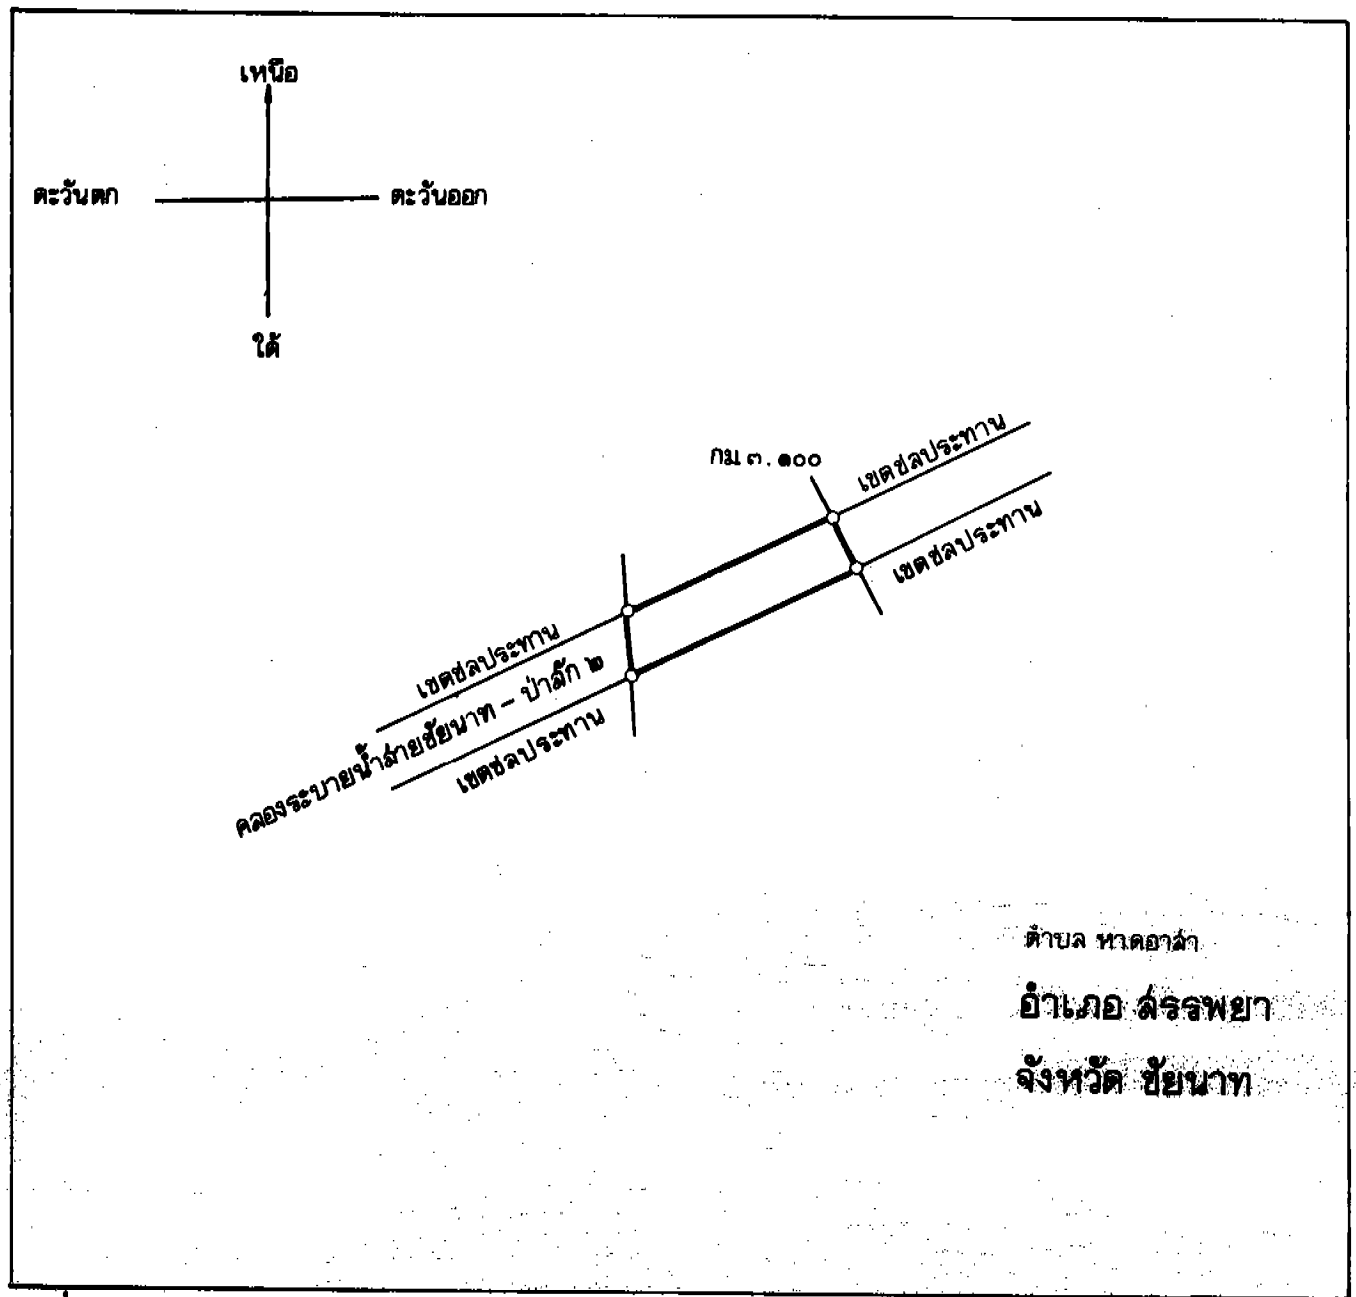 เหนือ
ตะวันตก
ตะวันออก
ใต้
กม ๓.๑๐๐
เขตชลประทาน
เขตชลประทาน
เขตชลประทาน
คลองระบายน้ำสายชัยนาท - ป่าสัก ๒
เขตชลประทาน
ตำบล หาดอาสา
อำเภอ สรรพยา
จังหวัด ชัยนาท